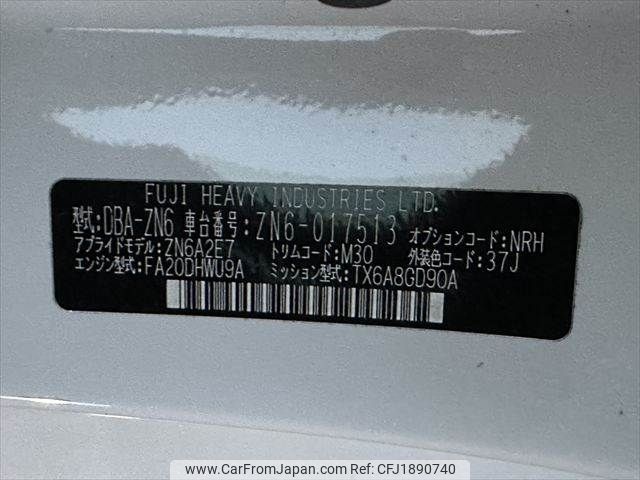 FUJI HEAVY INDUSTRIES LTD.
型式:DBA-ZN6 車台番号:ZN6-017513 オプションコード:NRH
アプライドモデル:ZN6A2E7 トリムコード:M30 外装色コード:37J
エンジン型式:FA20DHWU9A ミッション型式:TX6A8GD90A
www.CarFromJapan.com | Car ID: CFJ1890740